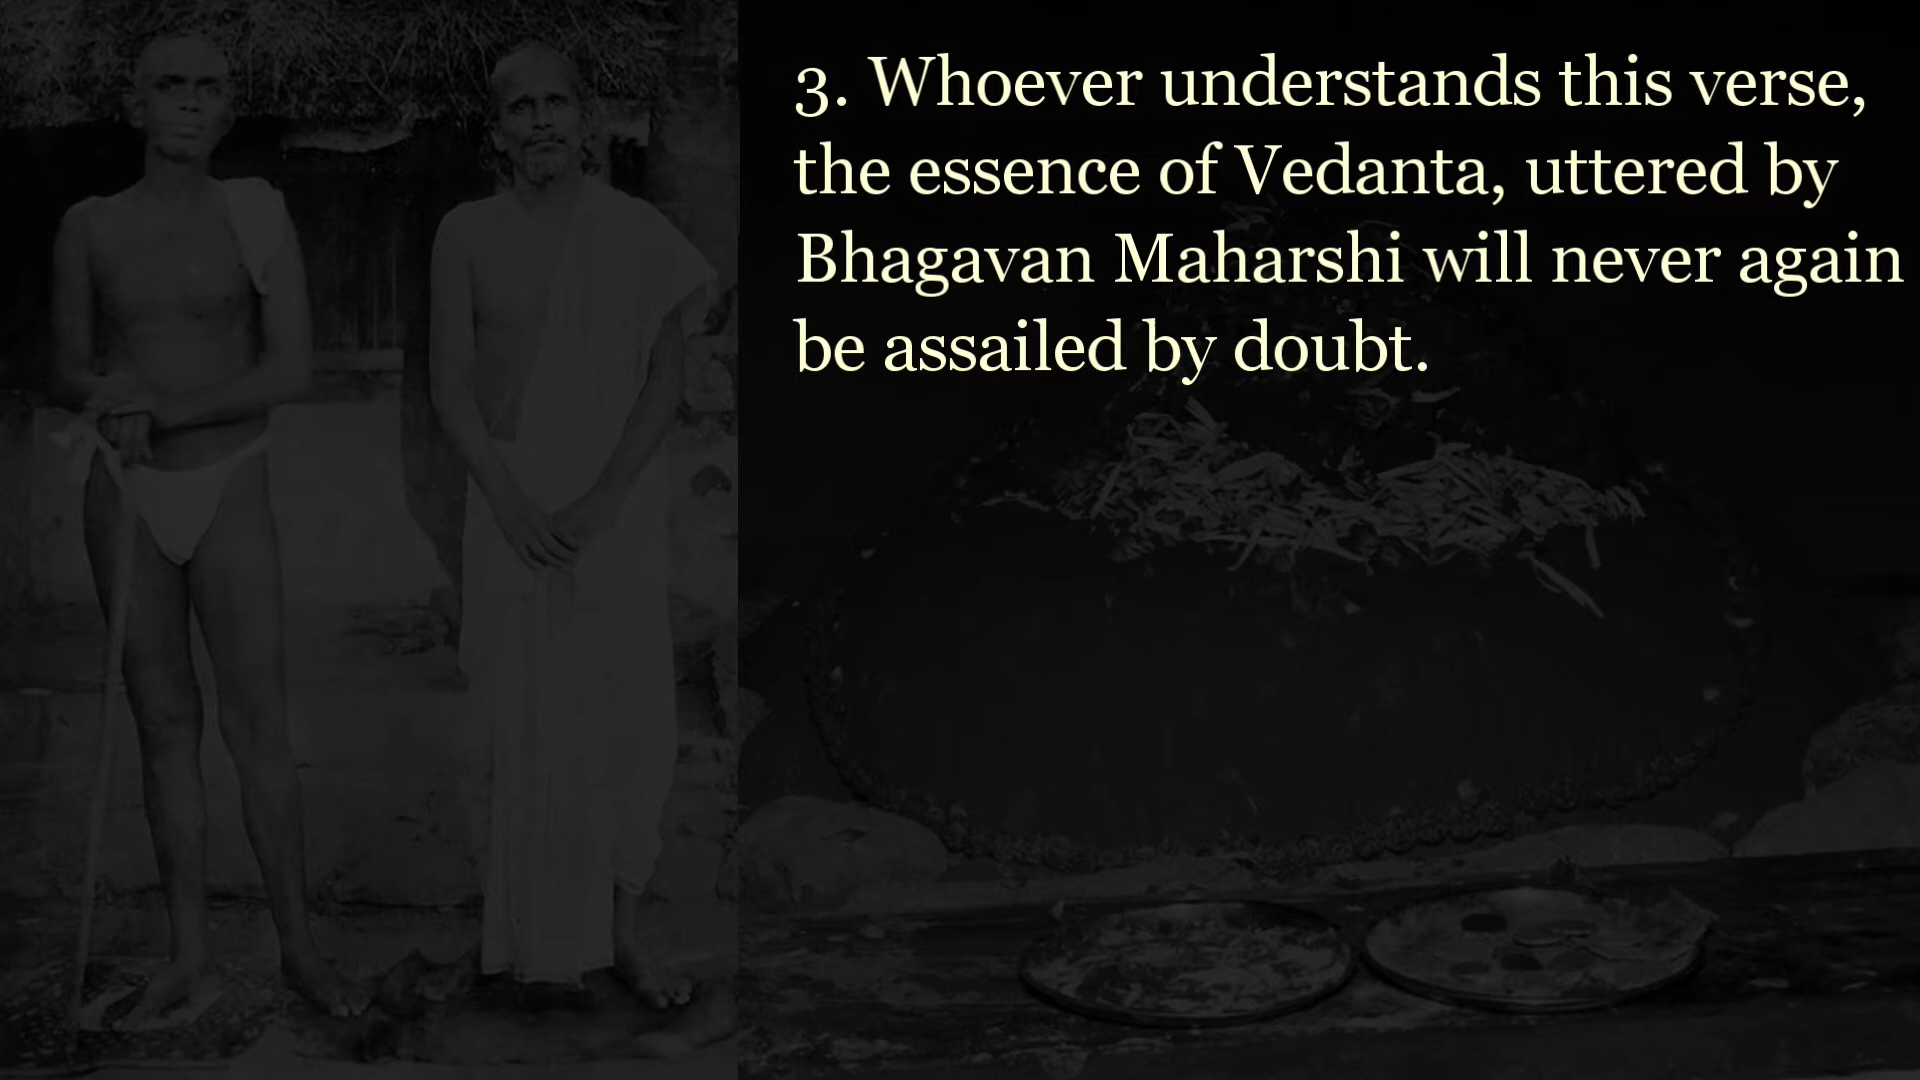 3. Whoever understands this verse,
the essence of Vedanta, uttered by
Bhagavan Maharshi will never again
be assailed by doubt.